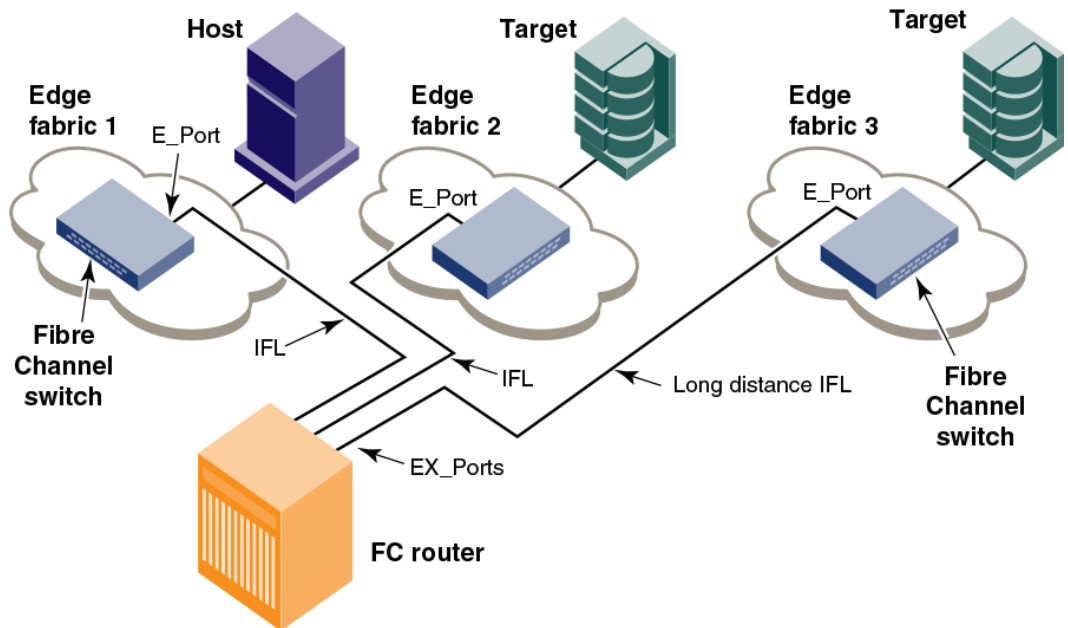 Host
Target
Target
Edge
fabric 1
Edge
fabric 2
Edge
fabric 3
E_Port
E_Port
E_Port
IFL
IFL
Long distance IFL
Fibre
Channel
switch
Fibre
Channel
switch
EX_Ports
FC router